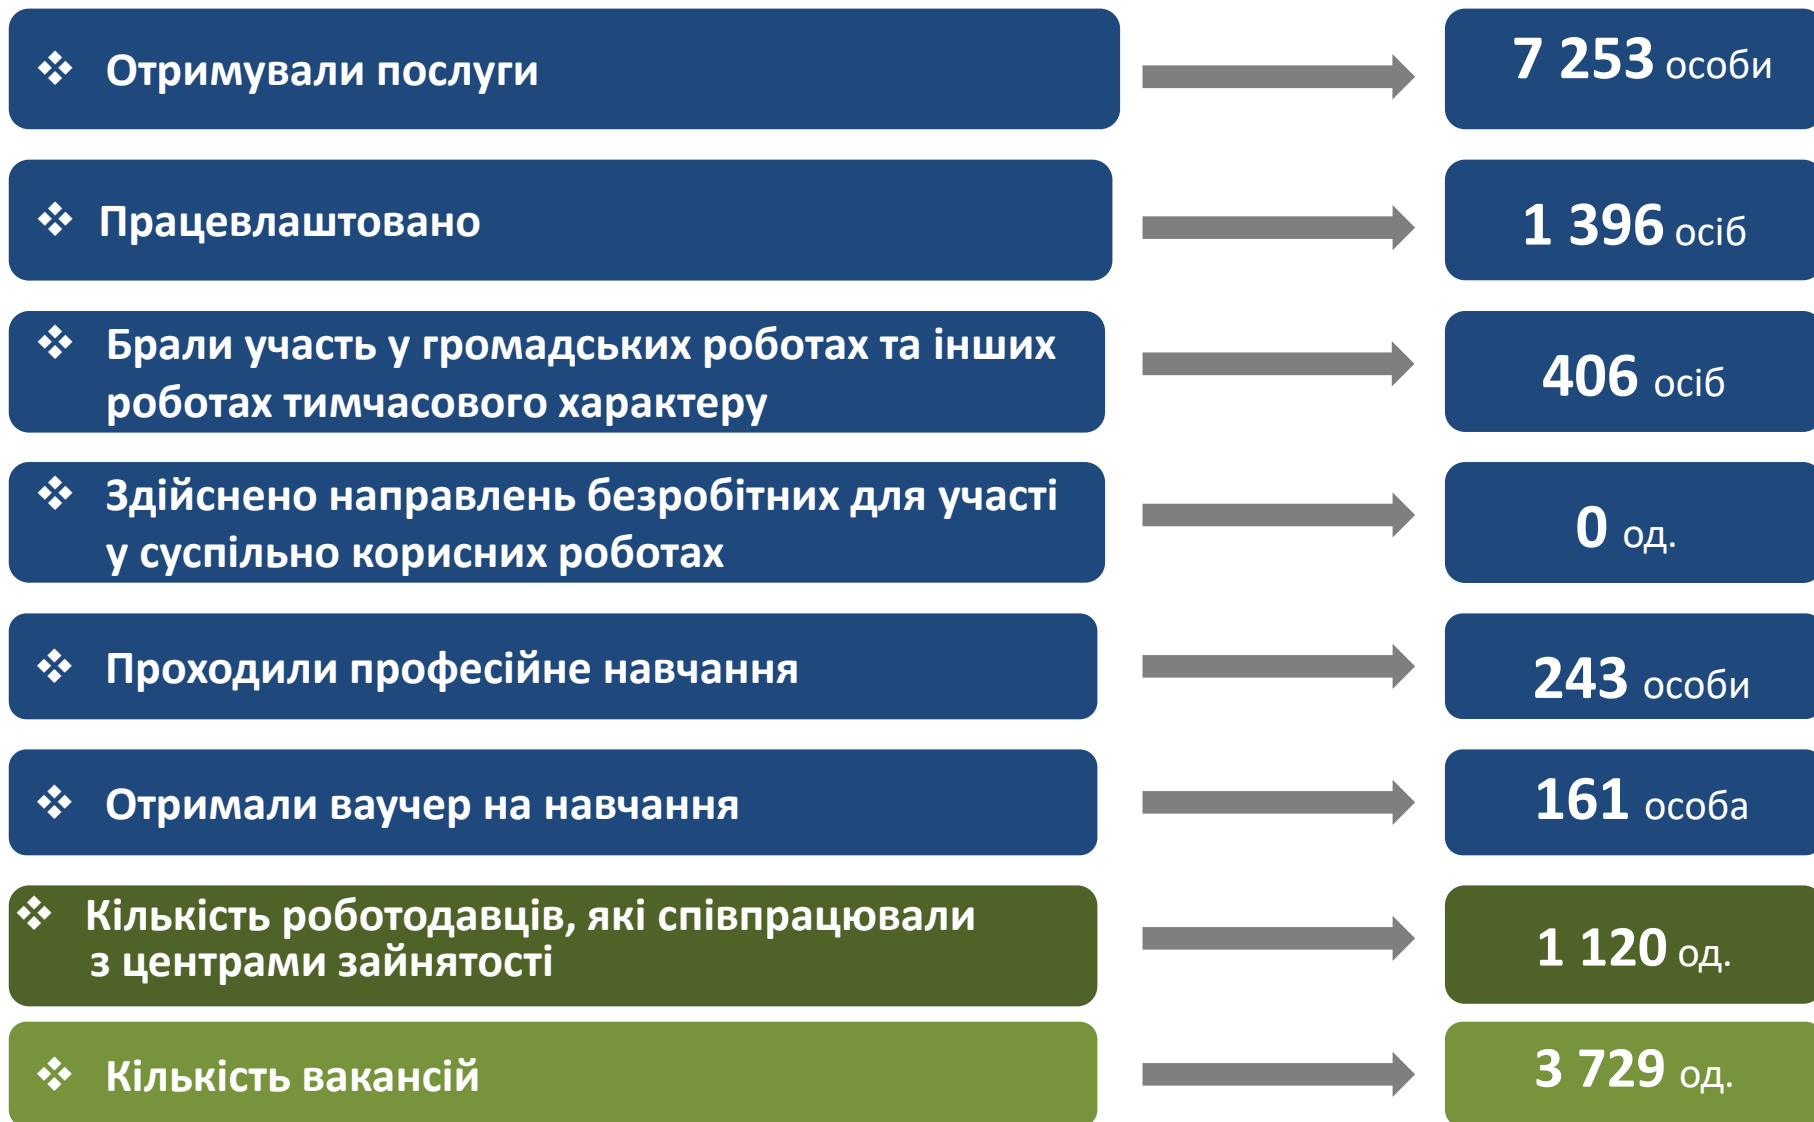 Отримували послуги
7 253 особи
Працевлаштовано
1 396 осіб
Брали участь у громадських роботах та інших
роботах тимчасового характеру
406 осіб
Здійснено направлень безробітних для участі
у суспільно корисних роботах
0 од.
Проходили професійне навчання
243 особи
Отримали ваучер на навчання
161 особа
Кількість роботодавців, які співпрацювали
з центрами зайнятості
1 120 од.
Кількість вакансій
3 729 од.